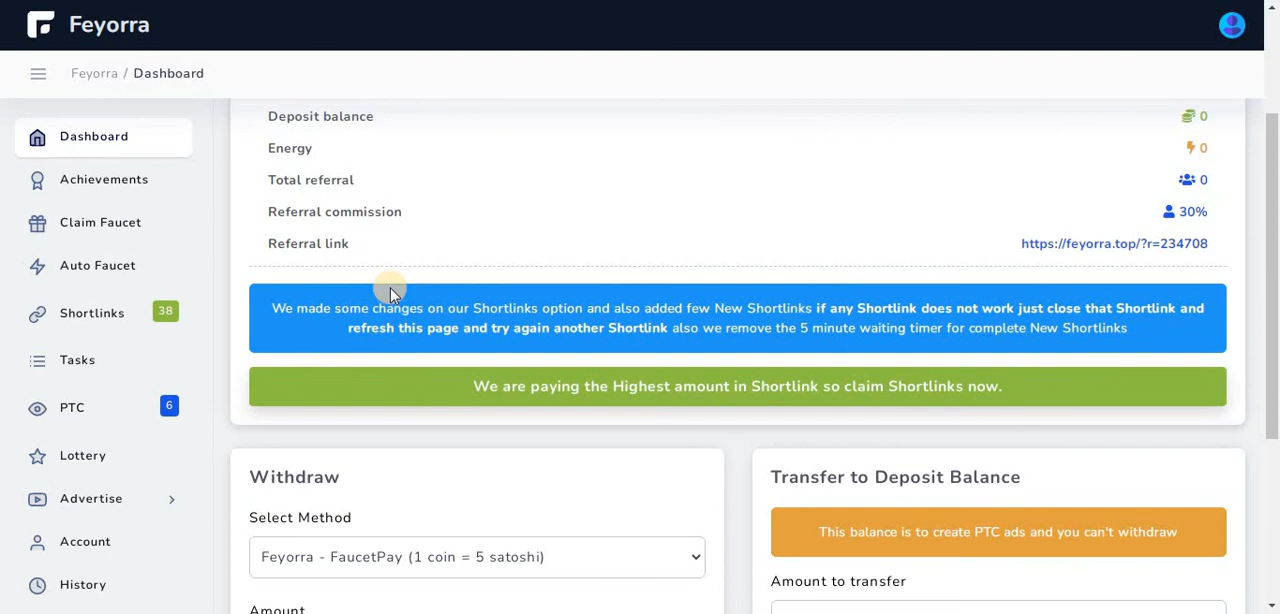 Feyorra
Feyorra / Dashboard
Dashboard
Achievements
Claim Faucet
Auto Faucet
Shortlinks 38
Tasks
PTC 6
Lottery
Advertise
Account
History
Deposit balance 0
Energy 0
Total referral 0
Referral commission 30%
Referral link https://feyorra.top/?r=234708
We made some changes on our Shortlinks option and also added few New Shortlinks if any Shortlink does not work just close that Shortlink and
refresh this page and try again another Shortlink also we remove the 5 minute waiting timer for complete New Shortlinks
We are paying the Highest amount in Shortlink so claim Shortlinks now.
Withdraw
Select Method
Feyorra - FaucetPay (1 coin = 5 satoshi)
Amount
Transfer to Deposit Balance
This balance is to create PTC ads and you can't withdraw
Amount to transfer